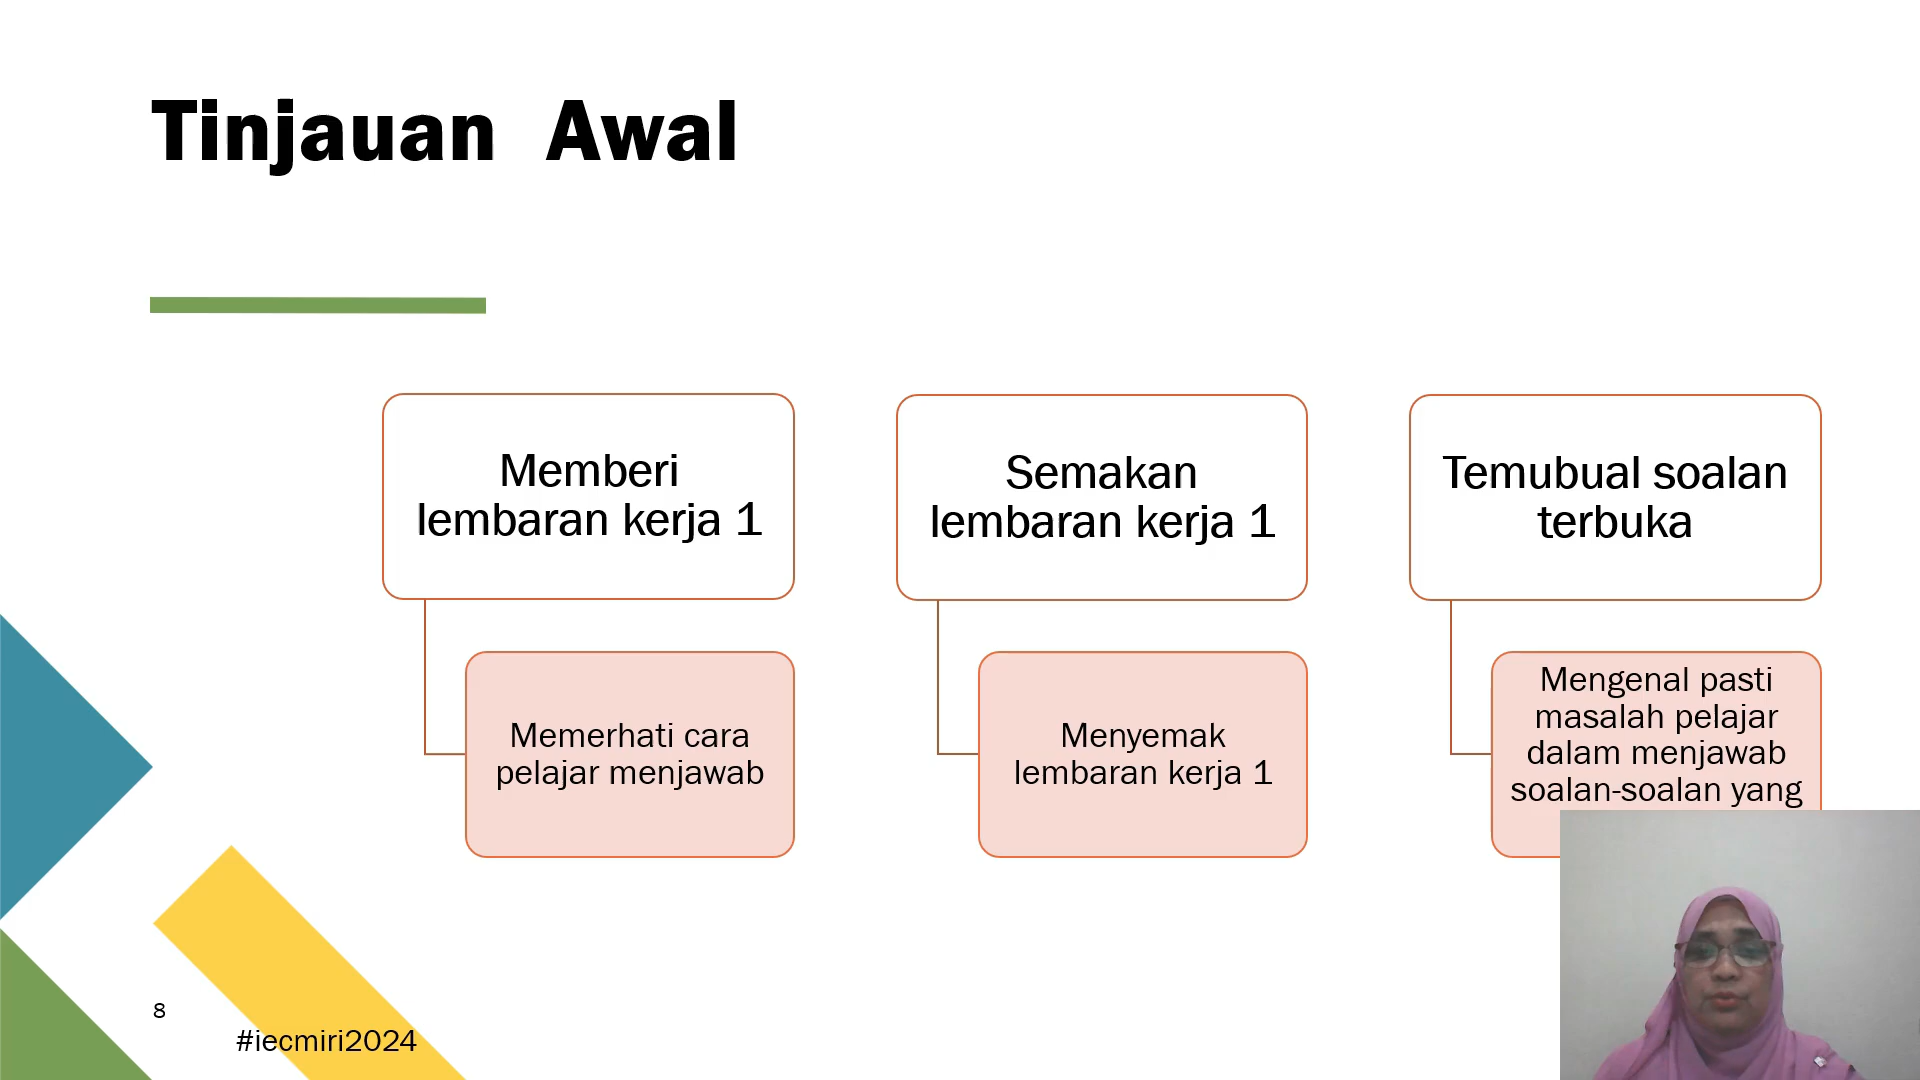 Tinjauan Awal
Memberi
lembaran kerja 1
Memerhati cara
pelajar menjawab
Semakan
lembaran kerja 1
Menyemak
lembaran kerja 1
Temubual soalan
terbuka
Mengenal pasti
masalah pelajar
dalam menjawab
soalan-soalan yang
8
#iecmiri2024